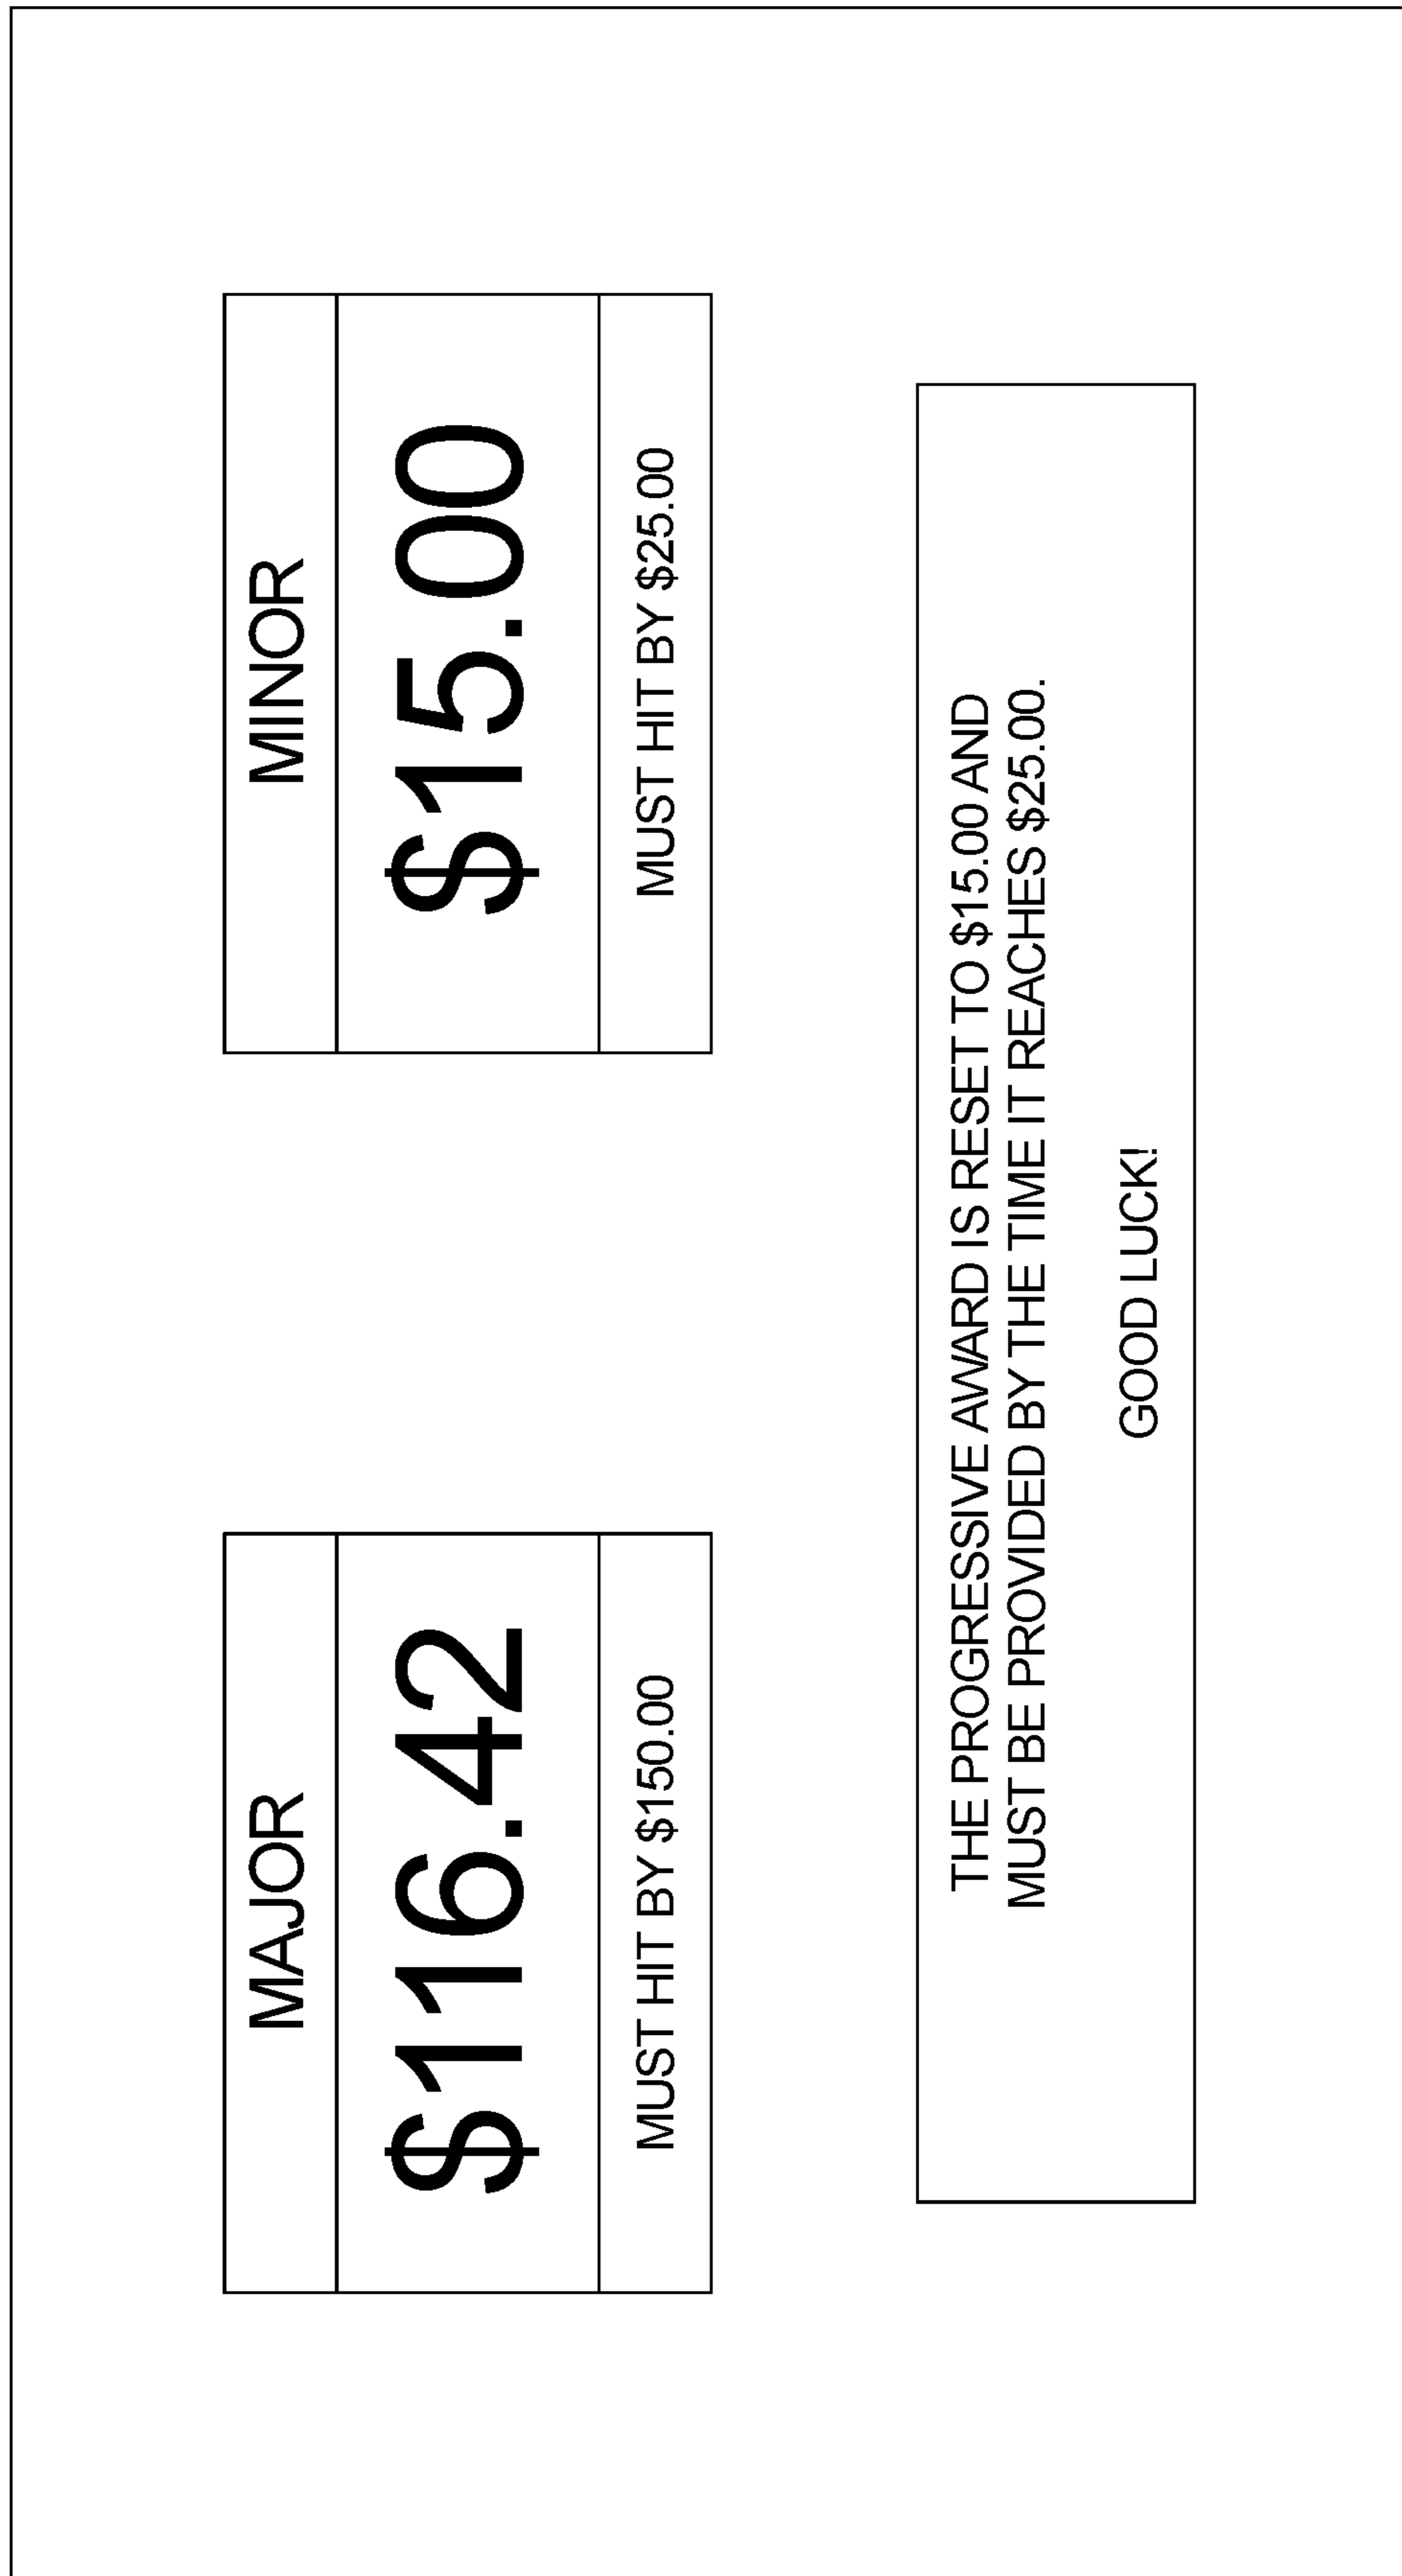 MAJOR
$116.42
MUST HIT BY $150.00
MINOR
$15.00
MUST HIT BY $25.00
THE PROGRESSIVE AWARD IS RESET TO $15.00 AND
MUST BE PROVIDED BY THE TIME IT REACHES $25.00.
GOOD LUCK!